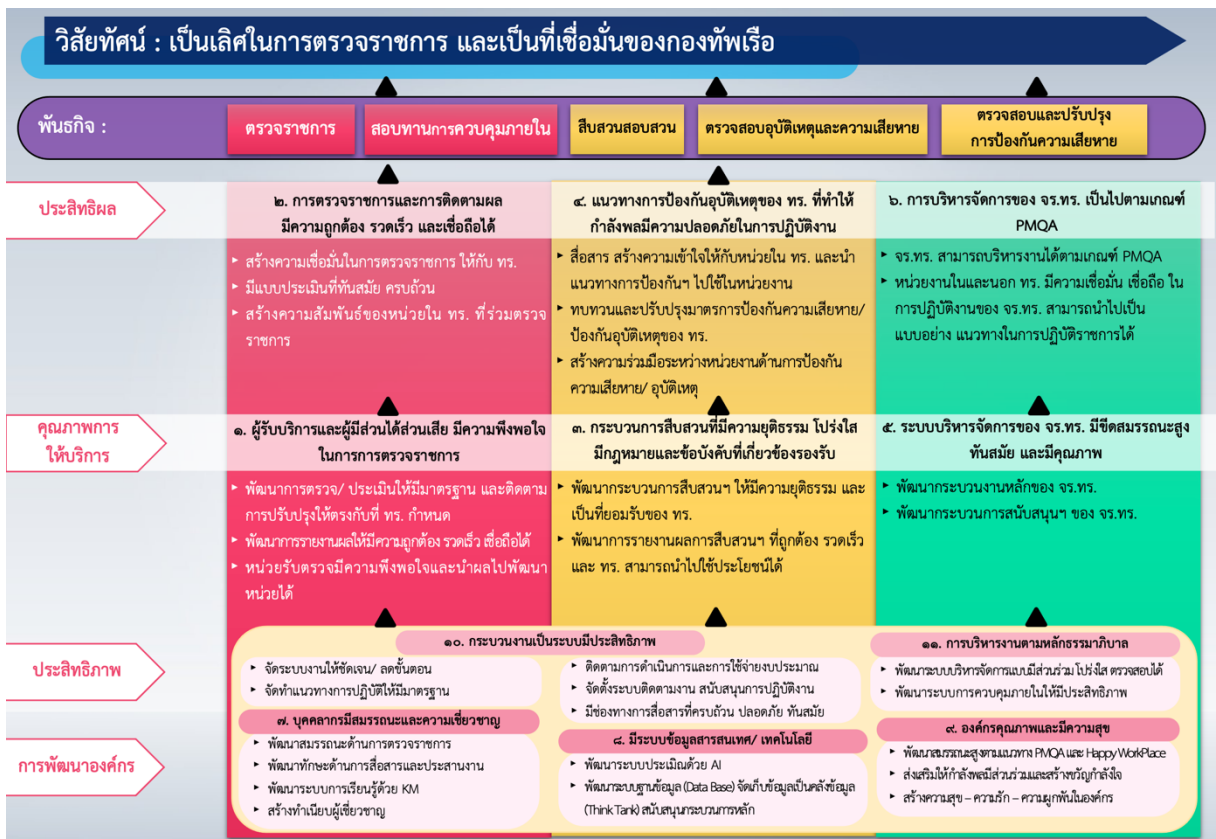 วิสัยทัศน์ : เป็นเลิศในการตรวจราชการ และเป็นที่เชื่อมั่นของกองทัพเรือ
พันธกิจ :
ตรวจราชการ
สอบทานการควบคุมภายใน
สืบสวนสอบสวน
ตรวจสอบอุบัติเหตุและความเสียหาย
ตรวจสอบและปรับปรุง
การป้องกันความเสียหาย
ประสิทธิผล
๒. การตรวจราชการและการติดตามผล
มีความถูกต้อง รวดเร็ว และเชื่อถือได้
▸ สร้างความเชื่อมั่นในการตรวจราชการ ให้กับ ทร.
▸ มีแบบประเมินที่ทันสมัย ครบถ้วน
▸ สร้างความสัมพันธ์ของหน่วยใน ทร. ที่ร่วมตรวจ
ราชการ
๔. แนวทางการป้องกันอุบัติเหตุของ ทร. ที่ทำให้
กำลังพลมีความปลอดภัยในการปฏิบัติงาน
▸ สื่อสาร สร้างความเข้าใจให้กับหน่วยใน ทร. และนำ
แนวทางการป้องกันฯ ไปใช้ในหน่วยงาน
▸ ทบทวนและปรับปรุงมาตรการป้องกันความเสียหาย/
ป้องกันอุบัติเหตุของ ทร.
▸ สร้างความร่วมมือระหว่างหน่วยงานด้านการป้องกัน
ความเสียหาย/ อุบัติเหตุ
๖. การบริหารจัดการของ จร.ทร. เป็นไปตามเกณฑ์
PMQA
▸ จร.ทร. สามารถบริหารงานได้ตามเกณฑ์ PMQA
▸ หน่วยงานในและนอก ทร. มีความเชื่อมั่น เชื่อถือ ใน
การปฏิบัติงานของ จร.ทร. สามารถนำไปเป็น
แบบอย่าง แนวทางในการปฏิบัติราชการได้
คุณภาพการ
ให้บริการ
๑. ผู้รับบริการและผู้มีส่วนได้ส่วนเสีย มีความพึงพอใจ
ในการการตรวจราชการ
▸ พัฒนาการตรวจ/ ประเมินให้มีมาตรฐาน และติดตาม
การปรับปรุงให้ตรงกับที่ ทร. กำหนด
▸ พัฒนาการรายงานผลให้มีความถูกต้อง รวดเร็ว เชื่อถือได้
▸ หน่วยรับตรวจมีความพึงพอใจและนำผลไปพัฒนา
หน่วยได้
๓. กระบวนการสืบสวนที่มีความยุติธรรม โปร่งใส
มีกฎหมายและข้อบังคับที่เกี่ยวข้องรองรับ
▸ พัฒนากระบวนการสืบสวนฯ ให้มีความยุติธรรม และ
เป็นที่ยอมรับของ ทร.
▸ พัฒนาการรายงานผลการสืบสวนฯ ที่ถูกต้อง รวดเร็ว
และ ทร. สามารถนำไปใช้ประโยชน์ได้
๕. ระบบบริหารจัดการของ จร.ทร. มีขีดสมรรถนะสูง
ทันสมัย และมีคุณภาพ
▸ พัฒนากระบวนงานหลักของ จร.ทร.
▸ พัฒนากระบวนการสนับสนุนฯ ของ จร.ทร.
ประสิทธิภาพ
๑๐. กระบวนงานเป็นระบบมีประสิทธิภาพ
▸ จัดระบบงานให้ชัดเจน/ ลดขั้นตอน
▸ จัดทำแนวทางการปฏิบัติให้มีมาตรฐาน
▸ ติดตามการดำเนินการและการใช้จ่ายงบประมาณ
▸ จัดตั้งระบบติดตามงาน สนับสนุนการปฏิบัติงาน
▸ มีช่องทางการสื่อสารที่ครบถ้วน ปลอดภัย ทันสมัย
๑๑. การบริหารงานตามหลักธรรมาภิบาล
▸ พัฒนาระบบบริหารจัดการแบบมีส่วนร่วม โปร่งใส ตรวจสอบได้
▸ พัฒนาระบบการควบคุมภายในให้มีประสิทธิภาพ
การพัฒนาองค์กร
๗. บุคคลากรมีสมรรถนะและความเชี่ยวชาญ
▸ พัฒนาสมรรถนะด้านการตรวจราชการ
▸ พัฒนาทักษะด้านการสื่อสารและประสานงาน
▸ พัฒนาระบบการเรียนรู้ด้วย KM
▸ สร้างทำเนียบผู้เชี่ยวชาญ
๘. มีระบบข้อมูลสารสนเทศ/ เทคโนโลยี
▸ พัฒนาระบบประเมินด้วย AI
▸ พัฒนาระบบฐานข้อมูล (Data Base) จัดเก็บข้อมูลเป็นคลังข้อมูล
(Think Tank) สนับสนุนกระบวนการหลัก
๙. องค์กรคุณภาพและมีความสุข
▸ พัฒนาสมรรถนะสูงตามแนวทาง PMQA และ Happy WorkPlace
▸ ส่งเสริมให้กำลังพลมีส่วนร่วมและสร้างขวัญกำลังใจ
▸ สร้างความสุข – ความรัก – ความผูกพันในองค์กร